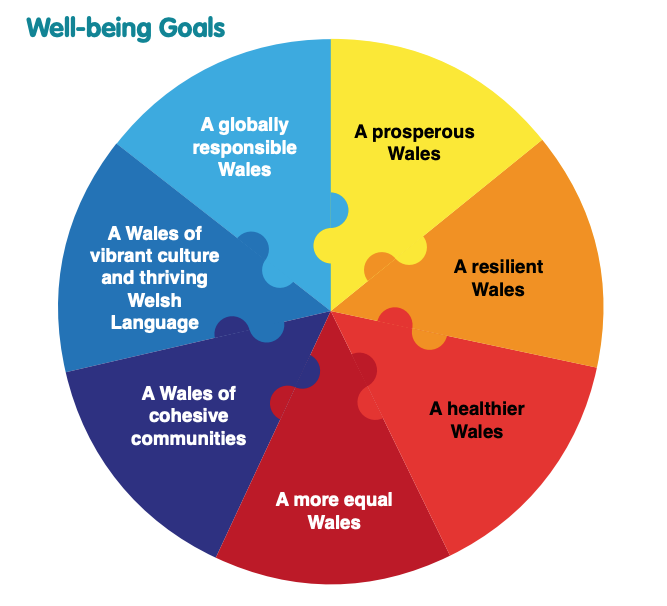 Well-being Goals
A globally
responsible
Wales
A prosperous
Wales
A Wales of
vibrant culture
and thriving
Welsh
Language
A resilient
Wales
A Wales of
cohesive
communities
A healthier
Wales
A more equal
Wales